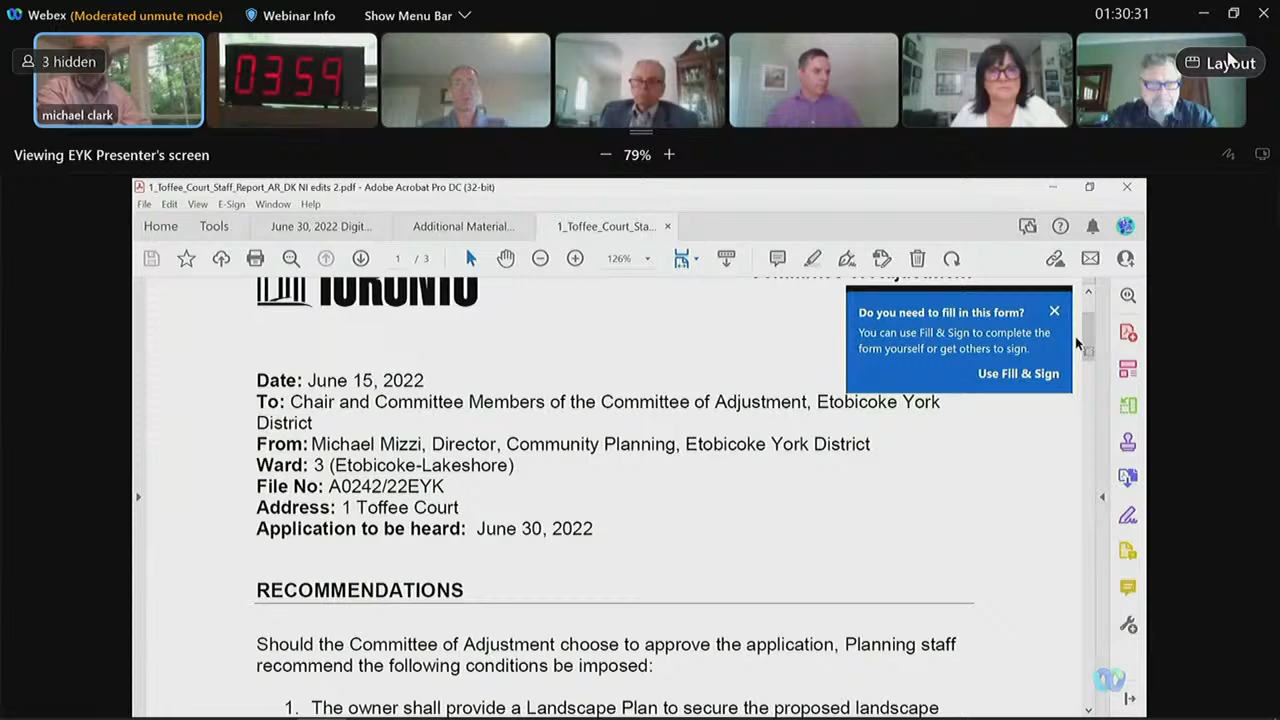 Webex (Moderated unmute mode) Webinar Info Show Menu Bar 01:30:31
3 hidden
michael clark
03 59
Layout
Viewing EYK Presenter's screen
79%
1_Toffee_Court_Staff_Report_AR_DK NI edits 2.pdf - Adobe Acrobat Pro DC (32-bit)
File Edit View E-Sign Window Help
Home Tools June 30, 2022 Digit... Additional Material... 1_Toffee_Court_Sta... ×
1 / 3 126%
TORONTO
Do you need to fill in this form?
You can use Fill & Sign to complete the
form yourself or get others to sign.
Use Fill & Sign
Date: June 15, 2022
To: Chair and Committee Members of the Committee of Adjustment, Etobicoke York
District
From: Michael Mizzi, Director, Community Planning, Etobicoke York District
Ward: 3 (Etobicoke-Lakeshore)
File No: A0242/22EYK
Address: 1 Toffee Court
Application to be heard: June 30, 2022
RECOMMENDATIONS
Should the Committee of Adjustment choose to approve the application, Planning staff
recommend the following conditions be imposed:
1. The owner shall provide a Landscape Plan to secure the proposed landscape